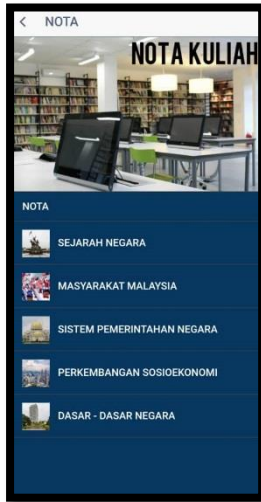 < NOTA
NOTA KULIAH
NOTA
SEJARAH NEGARA
MASYARAKAT MALAYSIA
SISTEM PEMERINTAHAN NEGARA
PERKEMBANGAN SOSIOEKONOMI
DASAR - DASAR NEGARA